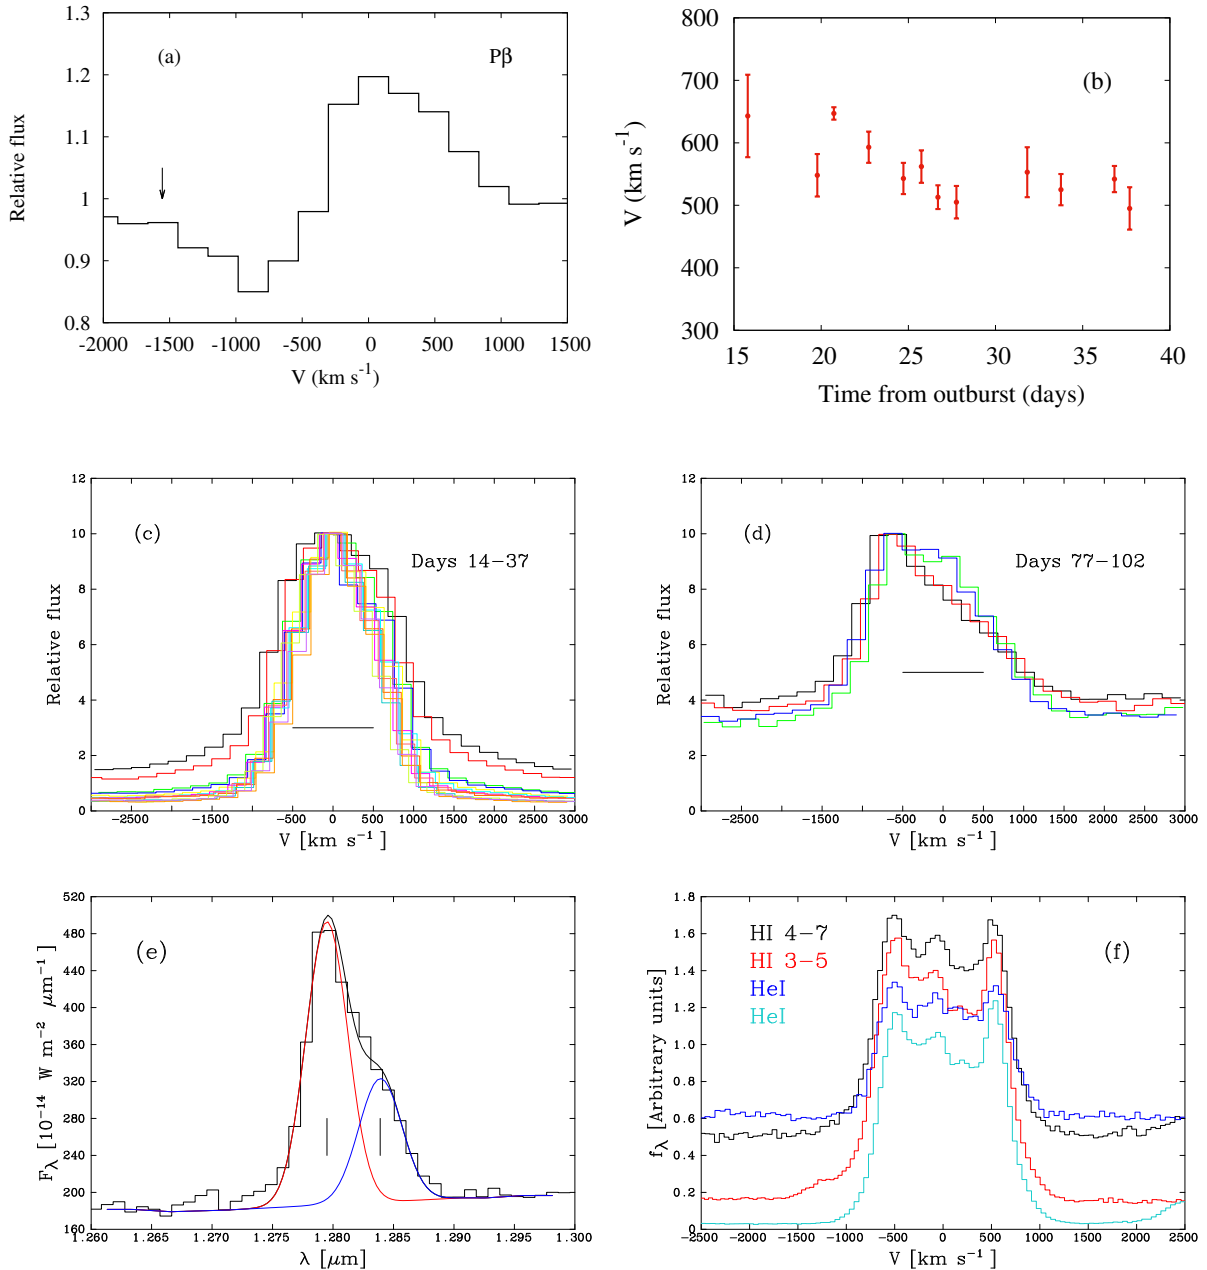 1.3
1.2
1.1
1
0.9
0.8
Relative flux
(a)
Pβ
-2000 -1500 -1000 -500 0 500 1000 1500
V (km s-1)
800
700
600
500
400
300
V (km s-1)
(b)
15 20 25 30 35 40
Time from outburst (days)
12
10
8
6
4
2
0
Relative flux
(c)
Days 14−37
−2500 −2000 −1500 −1000 −500 0 500 1000 1500 2000 2500 3000
V [km s−1]
12
10
8
6
4
2
0
Relative flux
(d)
Days 77−102
−2500 −2000 −1500 −1000 −500 0 500 1000 1500 2000 2500 3000
V [km s−1]
520
480
440
400
360
320
280
240
200
160
Fλ [10−14 W m−2 μm−1]
(e)
1.260 1.265 1.270 1.275 1.280 1.285 1.290 1.295 1.300
λ [μm]
1.8
1.6
1.4
1.2
1.0
0.8
0.6
0.4
0.2
0
fλ [Arbitrary units]
HI 4−7
HI 3−5
HeI
HeI
(f)
−2500 −2000 −1500 −1000 −500 0 500 1000 1500 2000 2500
V [km s−1]